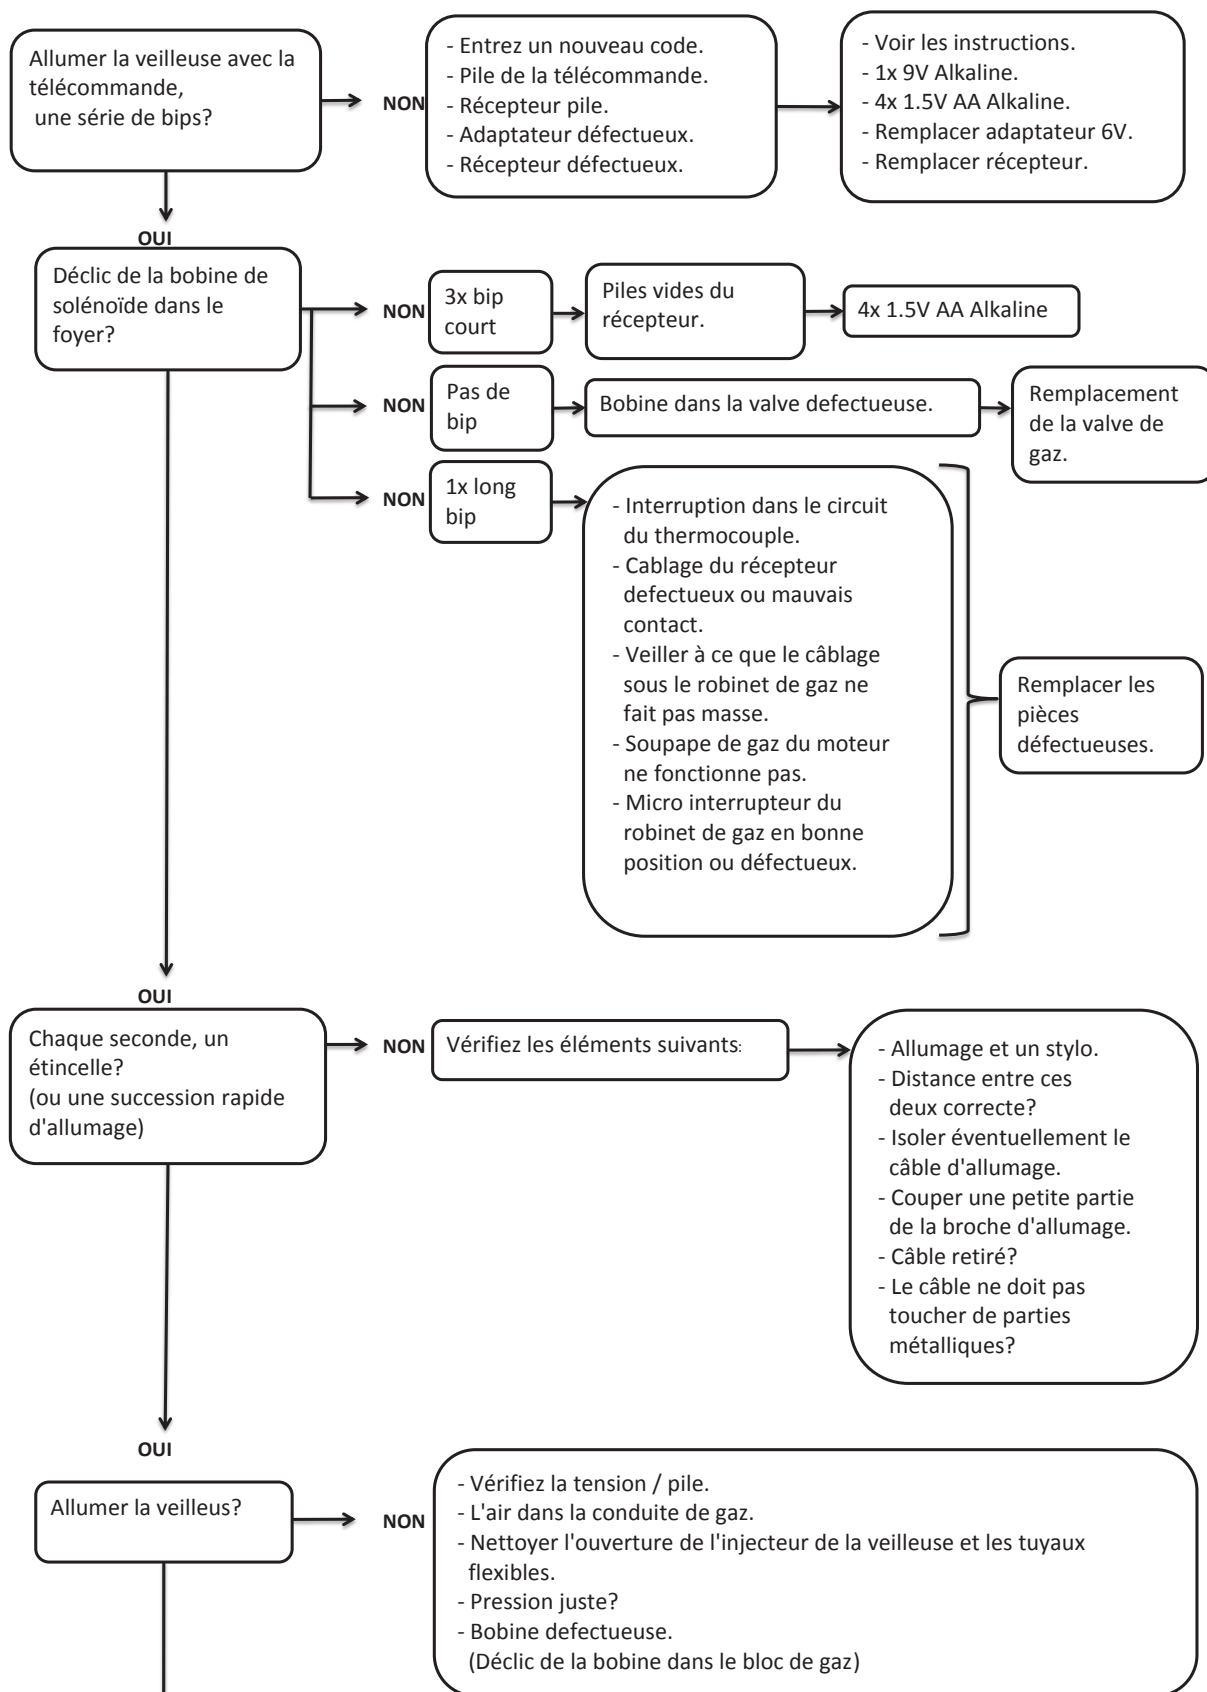 Allumer la veilleuse avec la
télécommande,
une série de bips?
NON
- Entrez un nouveau code.
- Pile de la télécommande.
- Récepteur pile.
- Adaptateur défectueux.
- Récepteur défectueux.
- Voir les instructions.
- 1x 9V Alkaline.
- 4x 1.5V AA Alkaline.
- Remplacer adaptateur 6V.
- Remplacer récepteur.
OUI
Déclic de la bobine de
solénoïde dans le
foyer?
NON
3x bip
court
Piles vides du
récepteur.
4x 1.5V AA Alkaline
NON
Pas de
bip
Bobine dans la valve defectueuse.
Remplacement
de la valve de
gaz.
NON
1x long
bip
- Interruption dans le circuit
du thermocouple.
- Cablage du récepteur
defectueux ou mauvais
contact.
- Veiller à ce que le câblage
sous le robinet de gaz ne
fait pas masse.
- Soupape de gaz du moteur
ne fonctionne pas.
- Micro interrupteur du
robinet de gaz en bonne
position ou défectueux.
Remplacer les
pièces
défectueuses.
OUI
Chaque seconde, un
étincelle?
(ou une succession rapide
d'allumage)
NON
Vérifiez les éléments suivants:
- Allumage et un stylo.
- Distance entre ces
deux correcte?
- Isoler éventuellement le
câble d'allumage.
- Couper une petite partie
de la broche d'allumage.
- Câble retiré?
- Le câble ne doit pas
toucher de parties
métalliques?
OUI
Allumer la veilleus?
NON
- Vérifiez la tension / pile.
- L'air dans la conduite de gaz.
- Nettoyer l'ouverture de l'injecteur de la veilleuse et les tuyaux
flexibles.
- Pression juste?
- Bobine defectueuse.
(Déclic de la bobine dans le bloc de gaz)